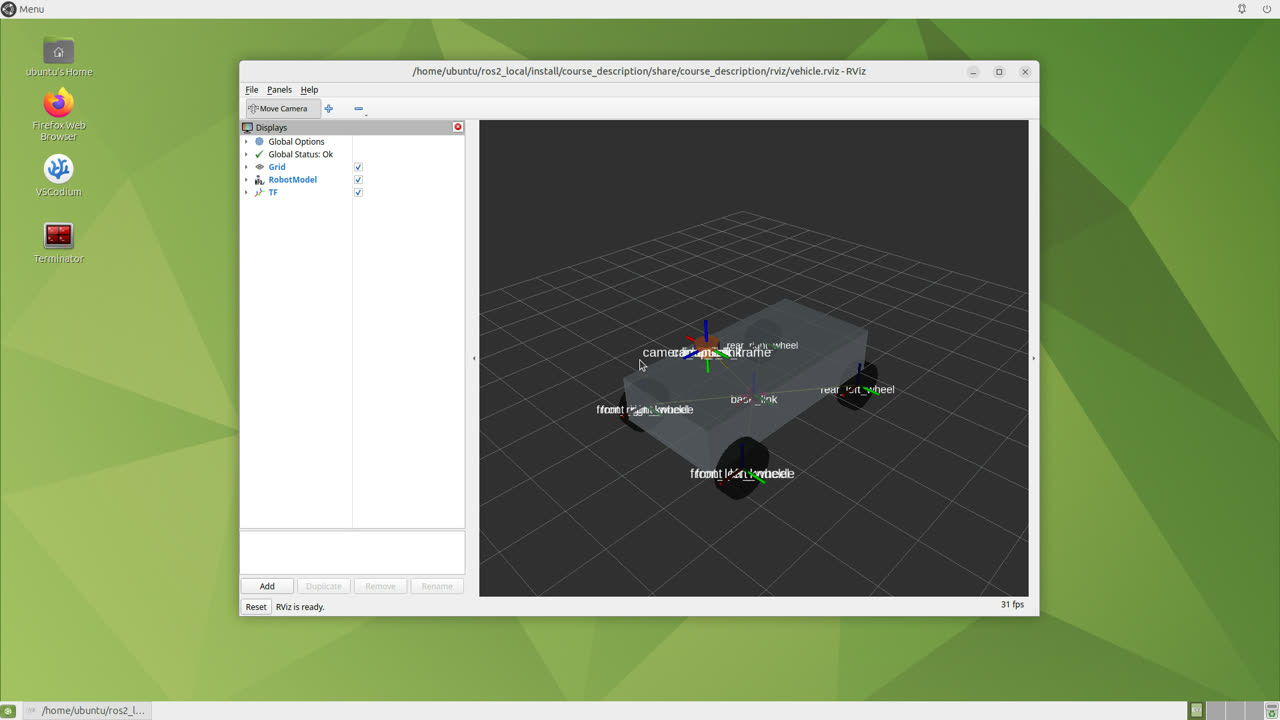 Menu
ubuntu's Home
Firefox Web
Browser
VSCodium
Terminator
/home/ubuntu/ros2_local/install/course_description/share/course_description/rviz/vehicle.rviz - RViz
File Panels Help
Move Camera
Displays
Global Options
Global Status: Ok
Grid
RobotModel
TF
rear_right_wheel
rear_left_wheel
base_link
Add Duplicate Remove Rename
Reset RViz is ready.
31 fps
/home/ubuntu/ros2_l...